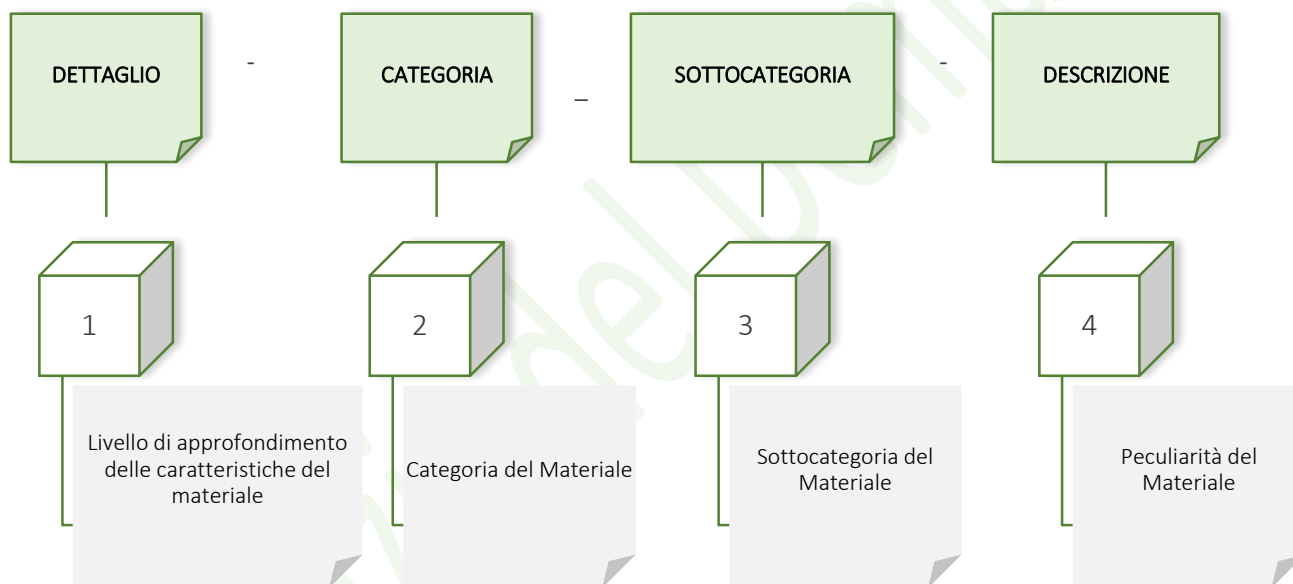 DETTAGLIO - CATEGORIA – SOTTOCATEGORIA - DESCRIZIONE
1 2 3 4
Livello di approfondimento
delle caratteristiche del
materiale
Categoria del Materiale
Sottocategoria del
Materiale
Peculiarità del
Materiale
del